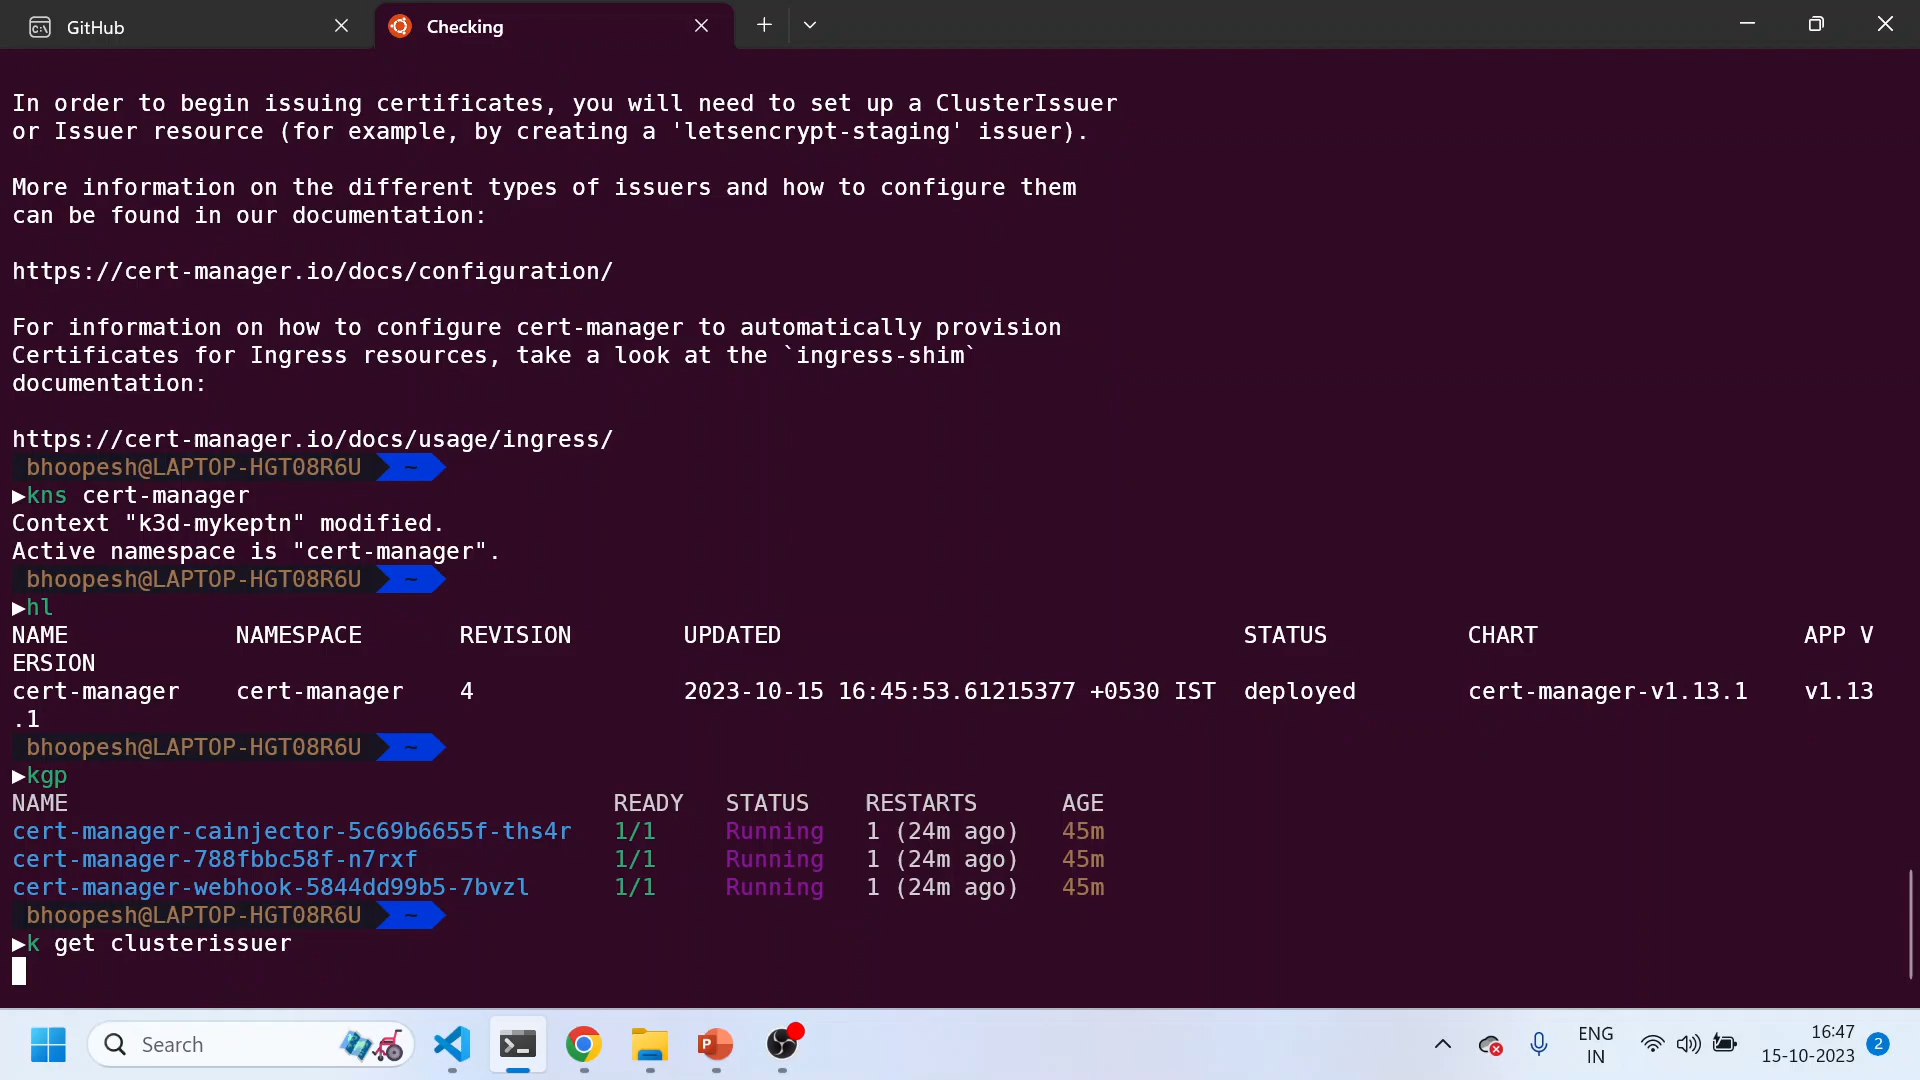 GitHub
Checking
In order to begin issuing certificates, you will need to set up a ClusterIssuer
or Issuer resource (for example, by creating a 'letsencrypt-staging' issuer).
More information on the different types of issuers and how to configure them
can be found in our documentation:
https://cert-manager.io/docs/configuration/
For information on how to configure cert-manager to automatically provision
Certificates for Ingress resources, take a look at the `ingress-shim`
documentation:
https://cert-manager.io/docs/usage/ingress/
bhoopesh@LAPTOP-HGT08R6U ~
▶kns cert-manager
Context "k3d-mykeptn" modified.
Active namespace is "cert-manager".
bhoopesh@LAPTOP-HGT08R6U ~
▶hl
NAME NAMESPACE REVISION UPDATED STATUS CHART APP V
ERSION
cert-manager cert-manager 4 2023-10-15 16:45:53.61215377 +0530 IST deployed cert-manager-v1.13.1 v1.13
.1
bhoopesh@LAPTOP-HGT08R6U ~
▶kgp
NAME READY STATUS RESTARTS AGE
cert-manager-cainjector-5c69b6655f-ths4r 1/1 Running 1 (24m ago) 45m
cert-manager-788fbbc58f-n7rxf 1/1 Running 1 (24m ago) 45m
cert-manager-webhook-5844dd99b5-7bvzl 1/1 Running 1 (24m ago) 45m
bhoopesh@LAPTOP-HGT08R6U ~
▶k get clusterissuer
Search
P
ENG
IN
16:47
15-10-2023
2